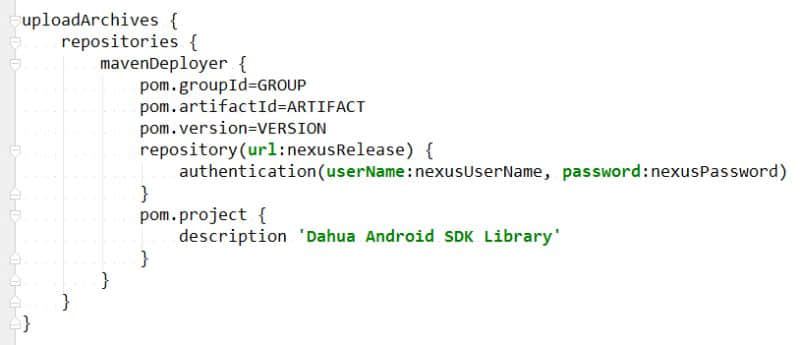 uploadArchives {
    repositories {
        mavenDeployer {
            pom.groupId=GROUP
            pom.artifactId=ARTIFACT
            pom.version=VERSION
            repository(url:nexusRelease) {
                authentication(userName:nexusUserName, password:nexusPassword)
            }
            pom.project {
                description 'Dahua Android SDK Library'
            }
        }
    }
}